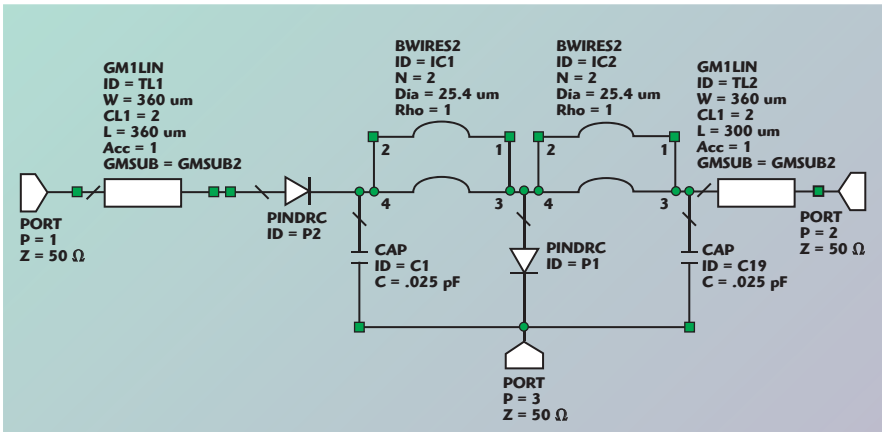 BWIRES2
ID = IC1
N = 2
Dia = 25.4 um
Rho = 1
BWIRES2
ID = IC2
N = 2
Dia = 25.4 um
Rho = 1
GM1LIN
ID = TL1
W = 360 um
CL1 = 2
L = 360 um
Acc = 1
GMSUB = GMSUB2
GM1LIN
ID = TL2
W = 360 um
CL1 = 2
L = 300 um
Acc = 1
GMSUB = GMSUB2
2
1
2
1
4
3
4
3
PORT
P = 1
Z = 50 Ω
PINDRC
ID = P2
CAP
ID = C1
C = .025 pF
PINDRC
ID = P1
CAP
ID = C19
C = .025 pF
PORT
P = 2
Z = 50 Ω
PORT
P = 3
Z = 50 Ω